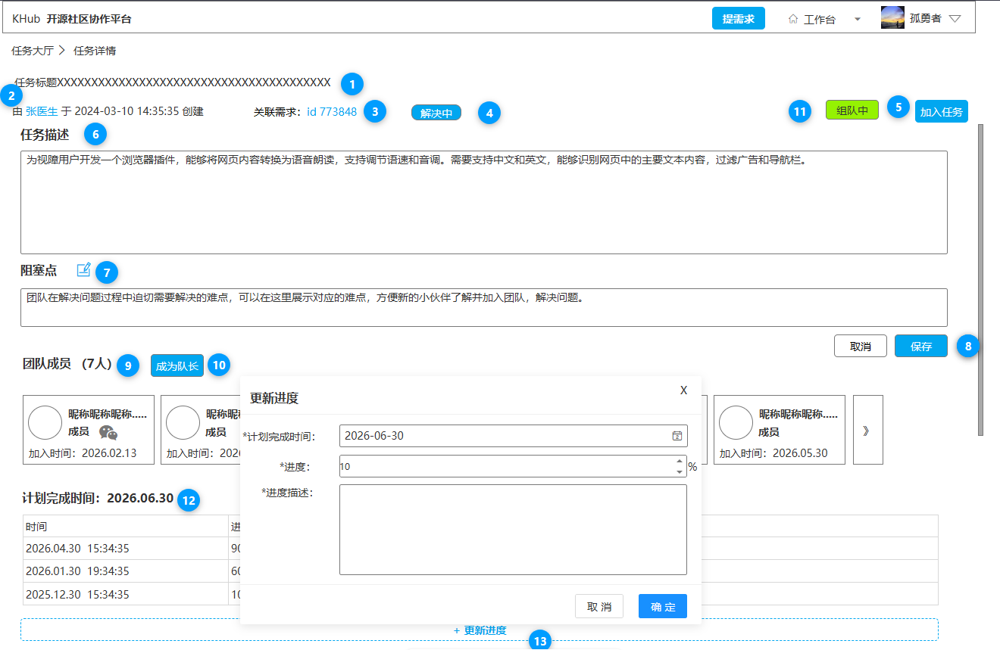 KHub 开源社区协作平台 提需求 工作台 孤勇者
任务大厅 > 任务详情
任务标题XXXXXXXXXXXXXXXXXXXXXXXXXXXXXXXXXXXXXXXX 1
2
由 张医生 于 2024-03-10 14:35:35 创建 关联需求：id 773848 3 解决中 4 11 组队中 5 加入任务
任务描述 6
为视障用户开发一个浏览器插件，能够将网页内容转换为语音朗读，支持调节语速和音调。需要支持中文和英文，能够识别网页中的主要文本内容，过滤广告和导航栏。
阻塞点 7
团队在解决问题过程中迫切需要解决的难点，可以在这里展示对应的难点，方便新的小伙伴了解并加入团队，解决问题。
取消 保存 8
团队成员 （7人） 9 成为队长 10
更新进度 X
昵称昵称昵称.....
成员
加入时间：2026.02.13
昵称昵
成员
加入时间：202
昵称昵称昵称.....
成员
加入时间：2026.05.30
》
*计划完成时间： 2026-06-30
*进度： 10 %
*进度描述：
取 消 确 定
计划完成时间：2026.06.30 12
时间 进
2026.04.30 15:34:35 90
2026.01.30 19:34:35 60
2025.12.30 15:34:35 10
+ 更新进度 13